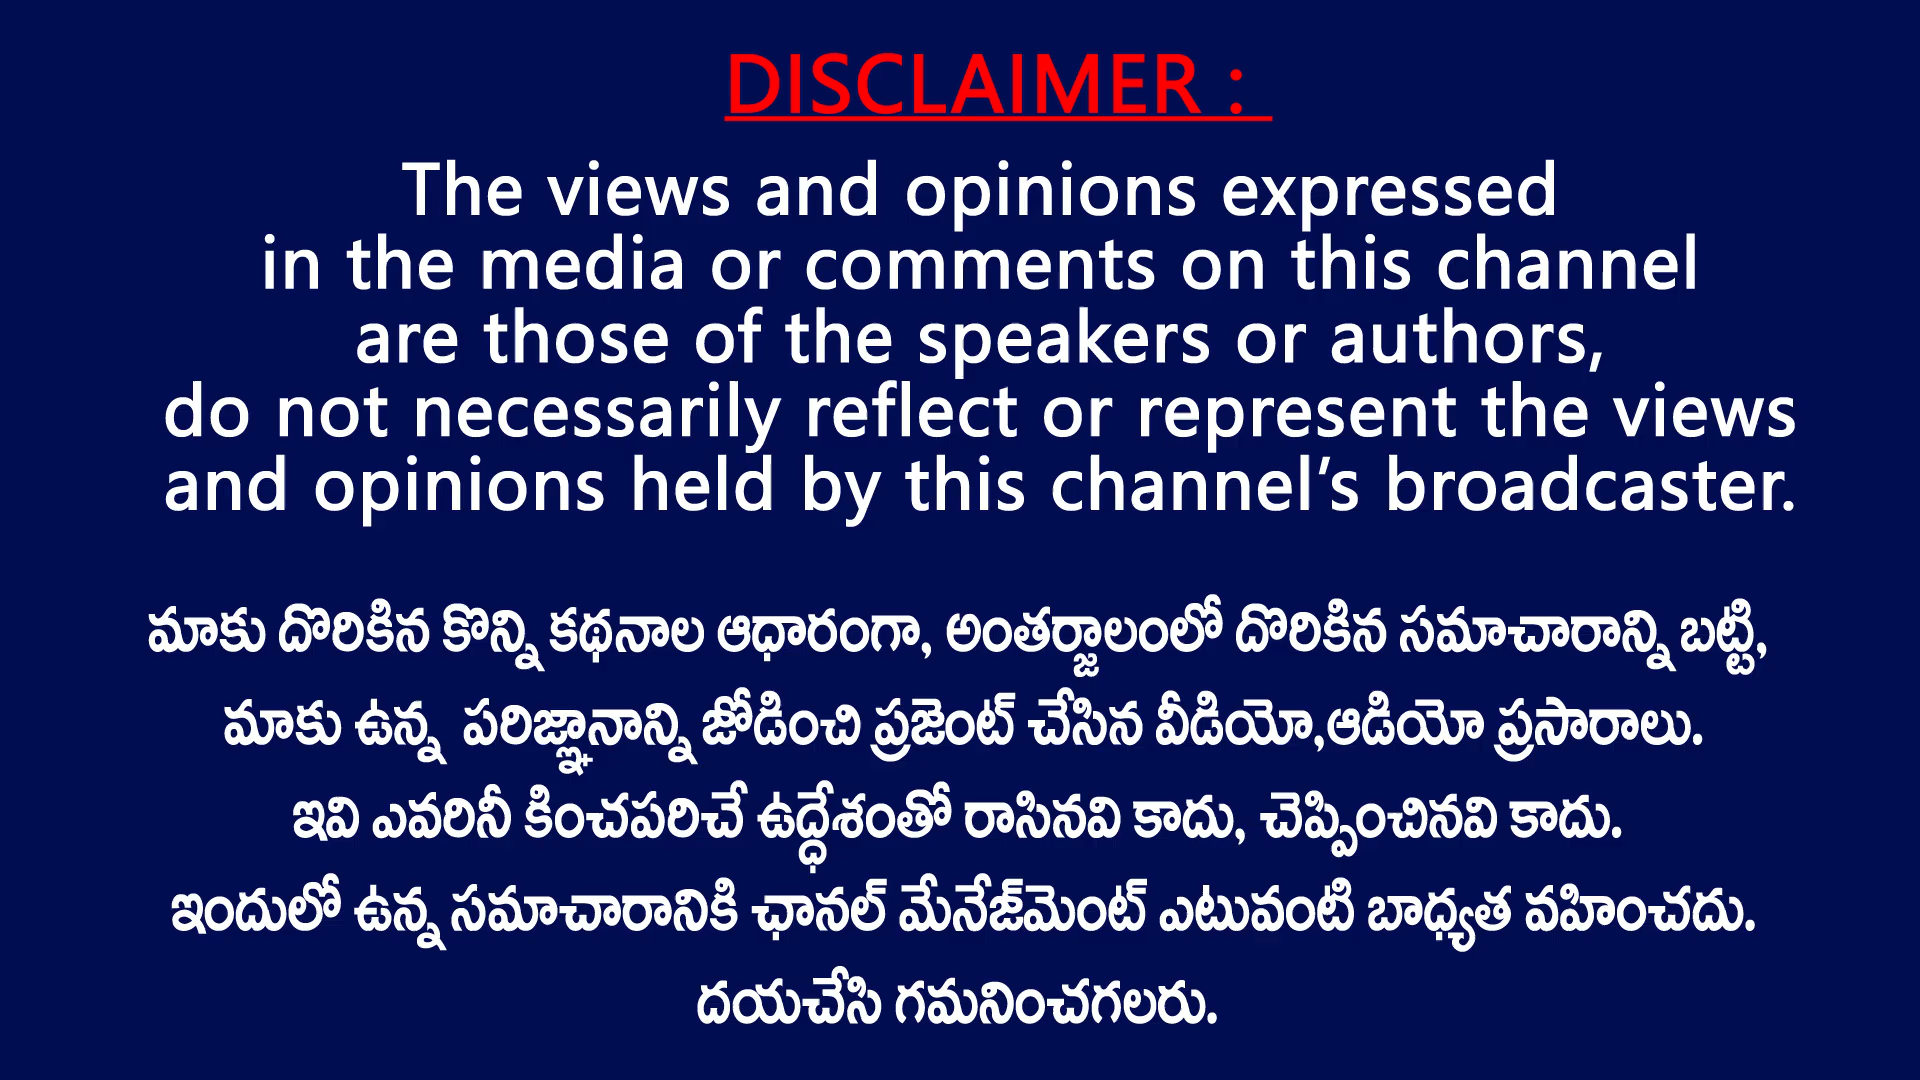 DISCLAIMER :
The views and opinions expressed
in the media or comments on this channel
are those of the speakers or authors,
do not necessarily reflect or represent the views
and opinions held by this channel’s broadcaster.
మాకు దొరికిన కొన్ని కథనాల ఆధారంగా, అంతర్జాలంలో దొరికిన సమాచారాన్ని బట్టి,
మాకు ఉన్న పరిజ్ఞానాన్ని జోడించి ప్రజెంట్ చేసిన వీడియో,ఆడియో ప్రసారాలు.
ఇవి ఎవరినీ కించపరిచే ఉద్ధేశంతో రాసినవి కాదు, చెప్పించినవి కాదు.
ఇందులో ఉన్న సమాచారానికి ఛానల్ మేనేజ్‌మెంట్ ఎటువంటి బాధ్యత వహించదు.
దయచేసి గమనించగలరు.